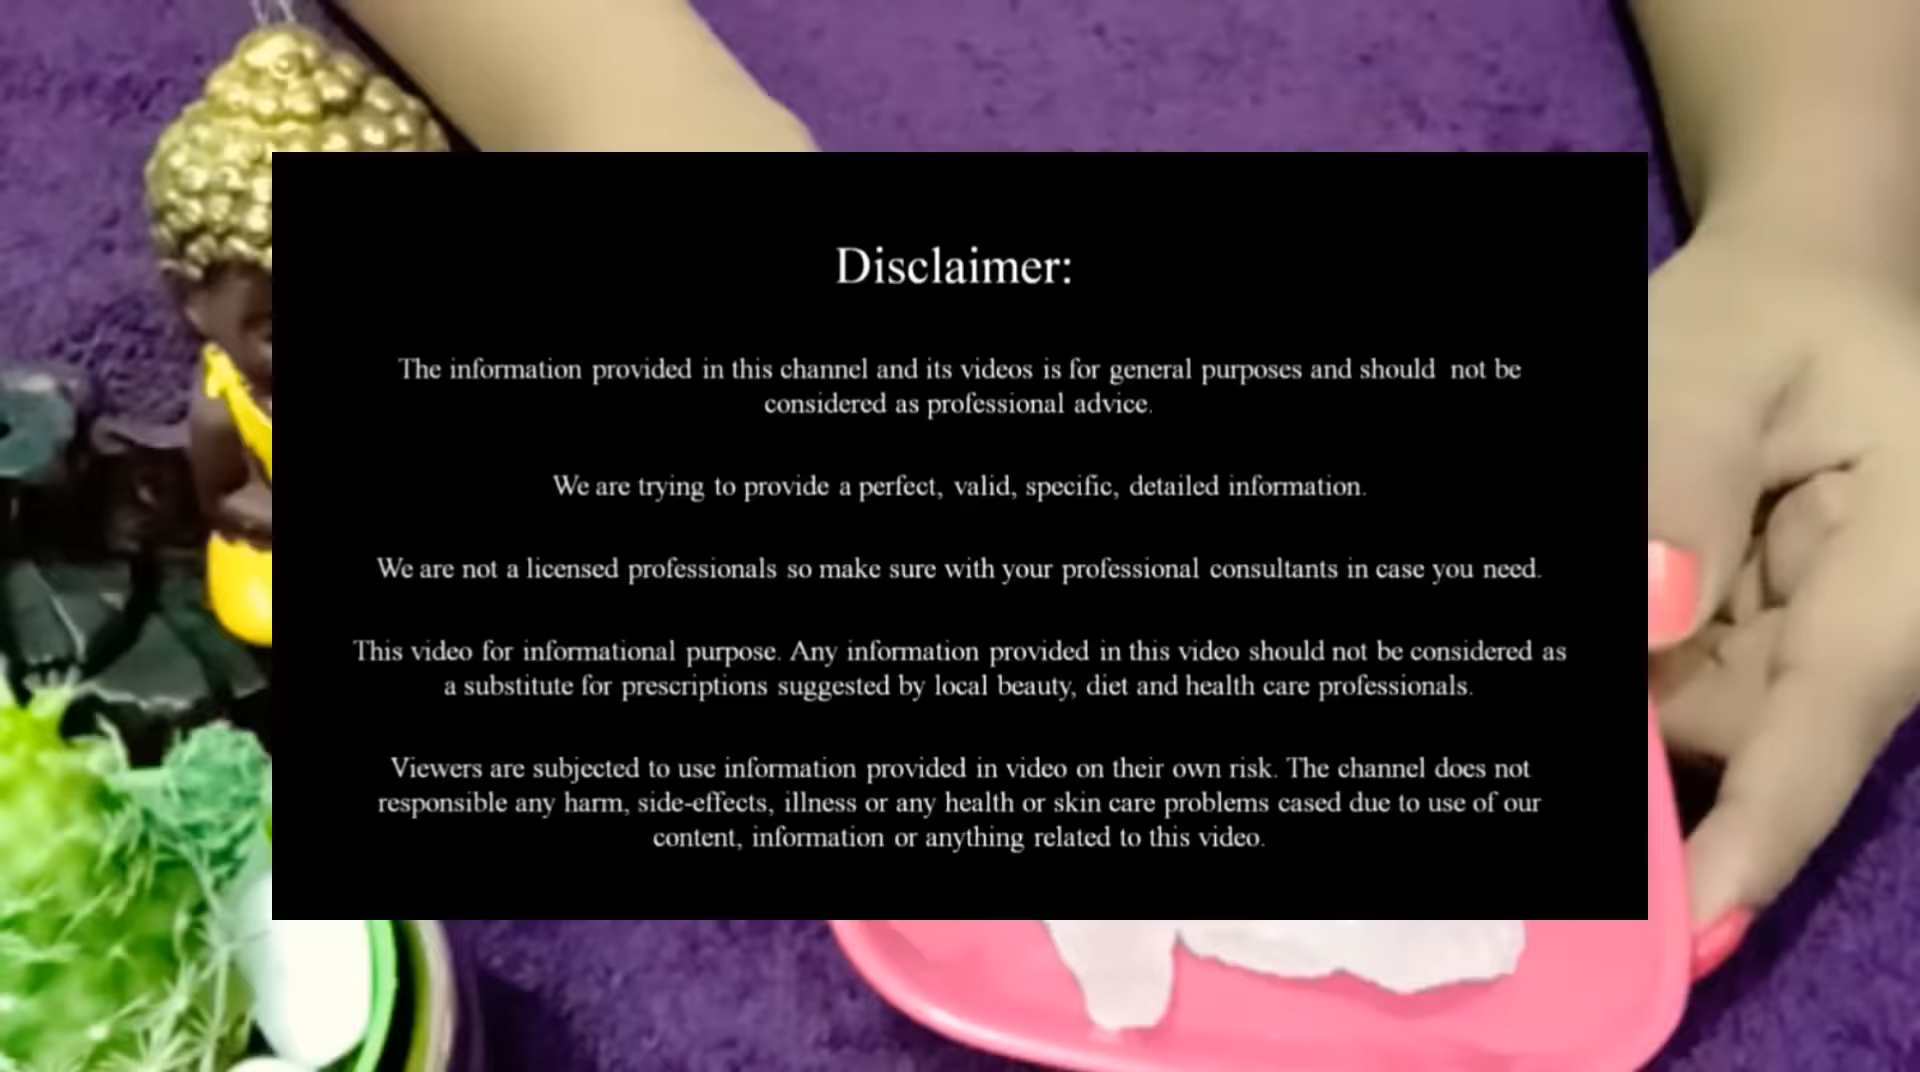 Disclaimer:
The information provided in this channel and its videos is for general purposes and should not be
considered as professional advice.
We are trying to provide a perfect, valid, specific, detailed information.
We are not a licensed professionals so make sure with your professional consultants in case you need.
This video for informational purpose. Any information provided in this video should not be considered as
a substitute for prescriptions suggested by local beauty, diet and health care professionals.
Viewers are subjected to use information provided in video on their own risk. The channel does not
responsible any harm, side-effects, illness or any health or skin care problems cased due to use of our
content, information or anything related to this video.